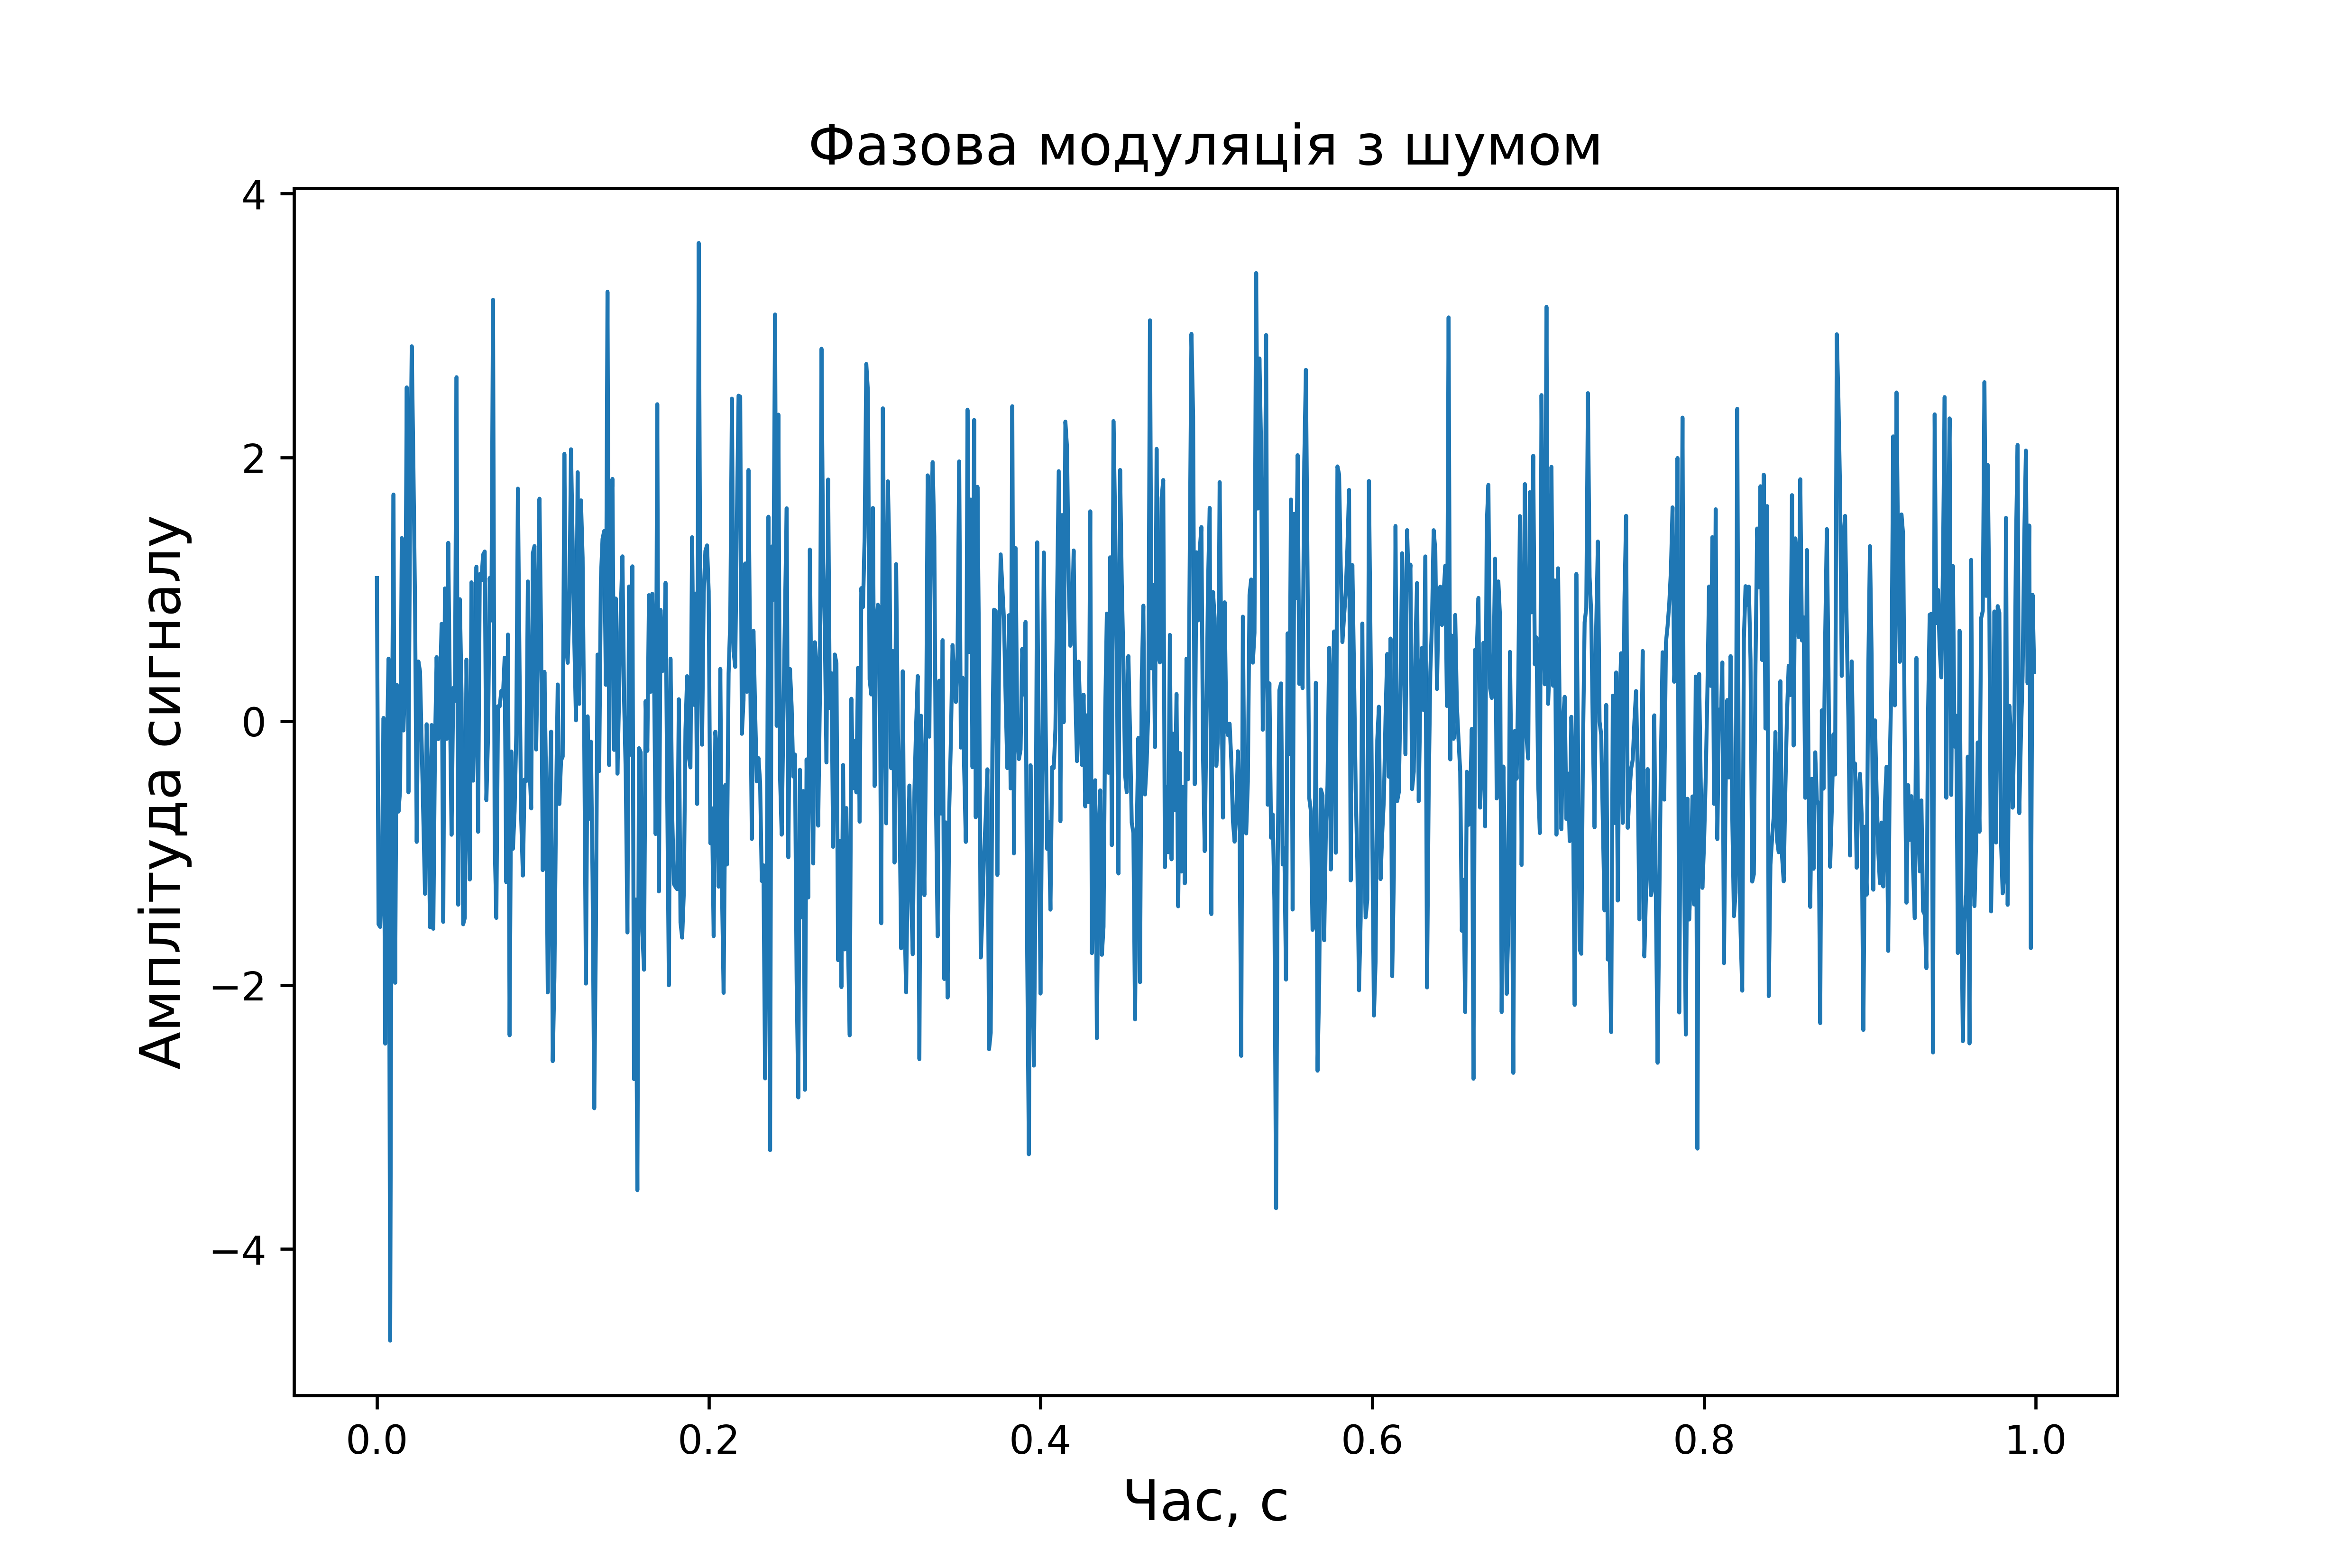 Фазова модуляція з шумом
4
2
0
−2
−4
Амплітуда сигналу
0.0 0.2 0.4 0.6 0.8 1.0
Час, с